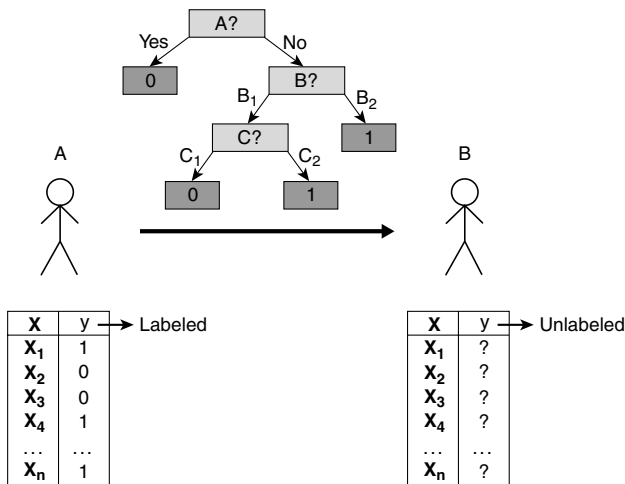 A?
Yes No
0 B?
B₁ B₂
C? 1
A B
C₁ C₂
0 1
X y Labeled
X₁ 1
X₂ 0
X₃ 0
X₄ 1
... ...
Xₙ 1
X y Unlabeled
X₁ ?
X₂ ?
X₃ ?
X₄ ?
... ...
Xₙ ?